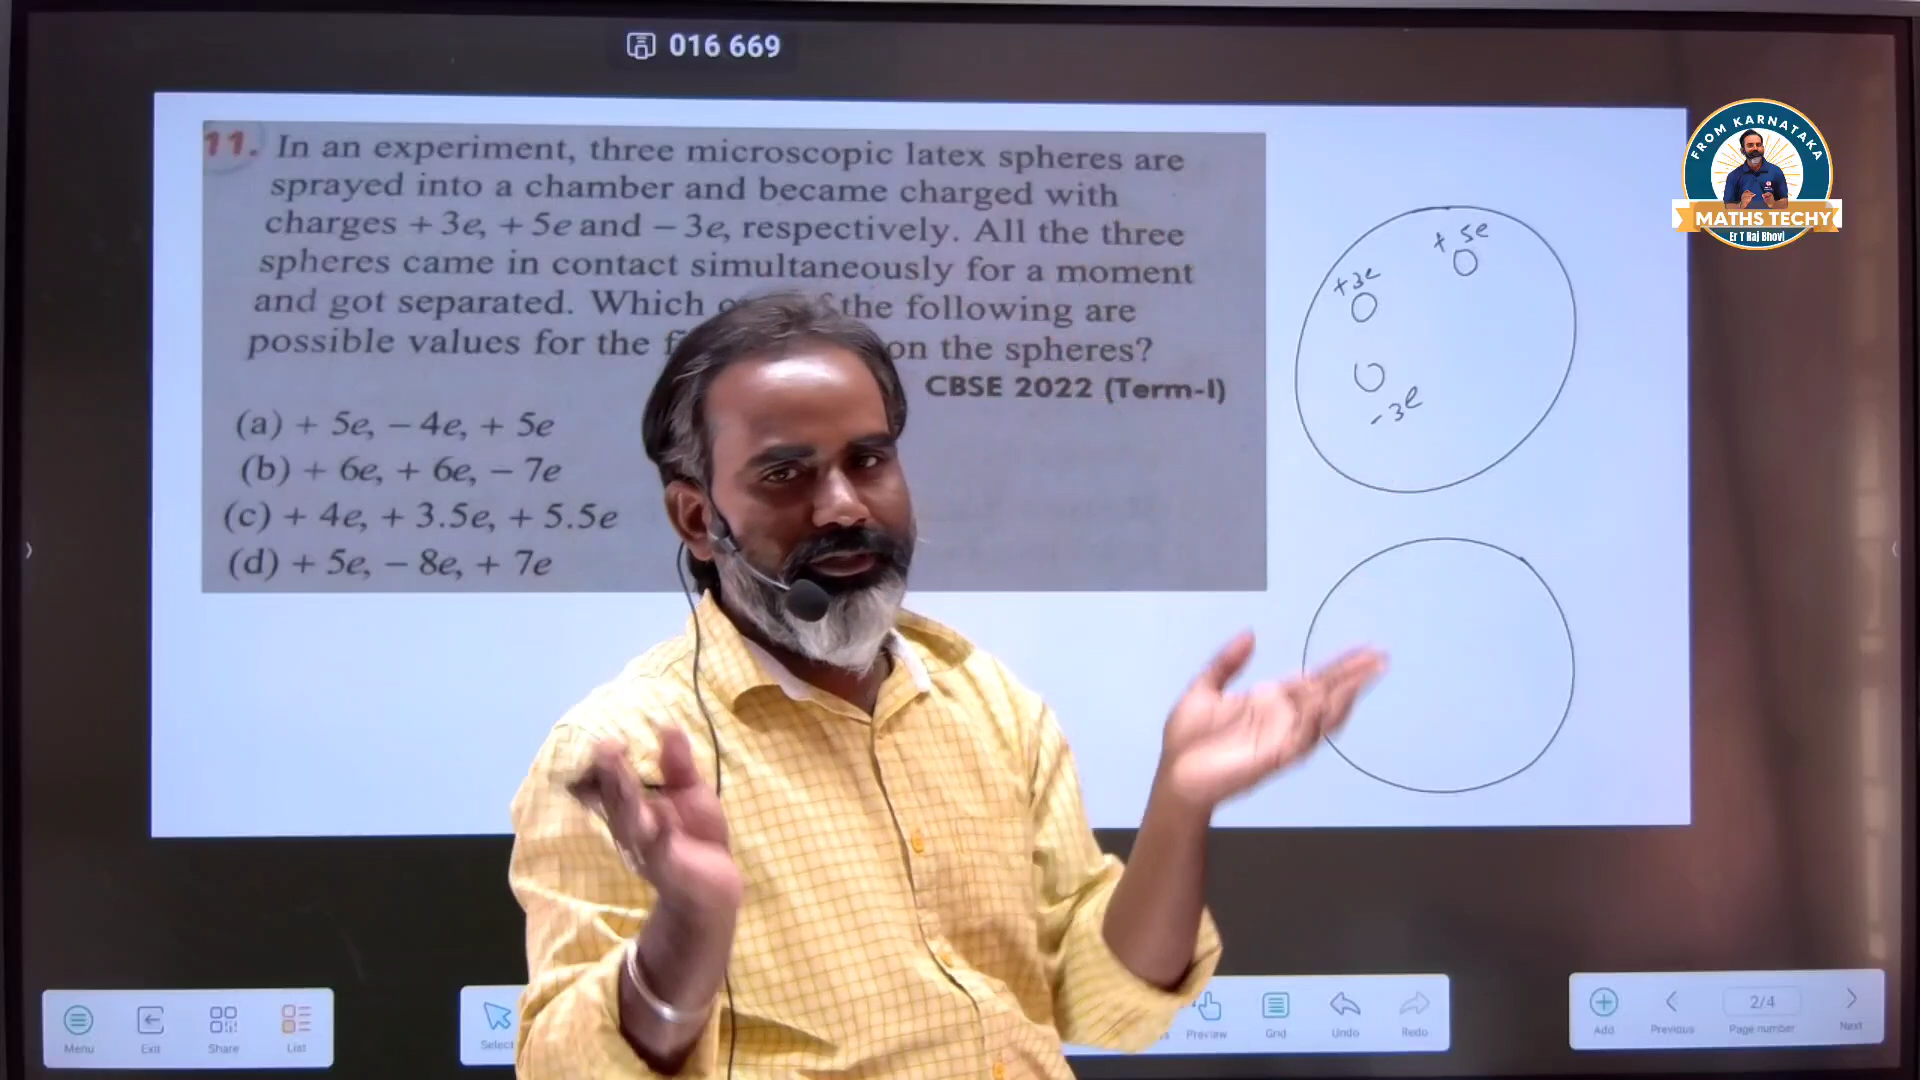 016 669
11. In an experiment, three microscopic latex spheres are
sprayed into a chamber and became charged with
charges + 3e, + 5e and – 3e, respectively. All the three
spheres came in contact simultaneously for a moment
and got separated. Which the following are
possible values for the on the spheres?
CBSE 2022 (Term-I)
(a) + 5e, – 4e, + 5e
(b) + 6e, + 6e, – 7e
(c) + 4e, + 3.5e, + 5.5e
(d) + 5e, – 8e, + 7e
+ 5e
+3e
-3e
FROM KARNATAKA
MATHS TECHY
Er T Raj Bhovi
Menu
Exit
Share
List
Select
Preview
Grid
Undo
Redo
Add
Previous
2/4
Page number
Next